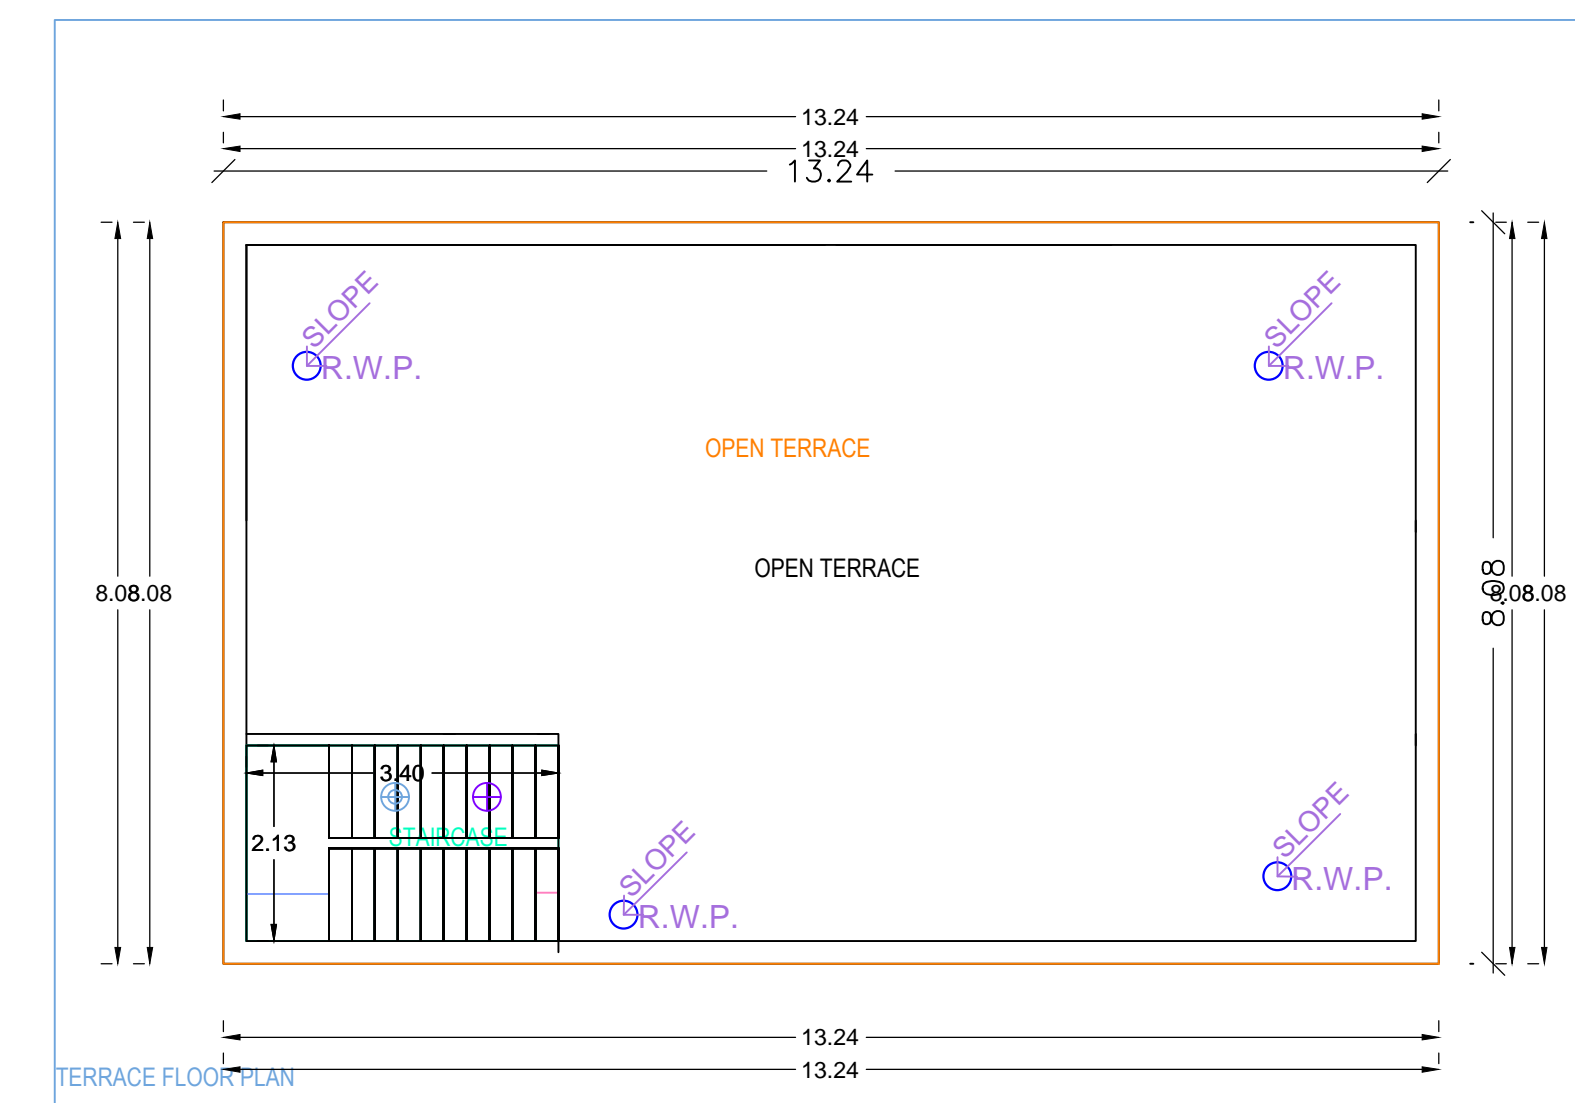 13.24
13.24
13.24
SLOPE
R.W.P.
SLOPE
R.W.P.
OPEN TERRACE
OPEN TERRACE
8.08
8.08
8.08
8.08
8.08
3.40
STAIRCASE
2.13
SLOPE
R.W.P.
SLOPE
R.W.P.
13.24
13.24
TERRACE FLOOR PLAN